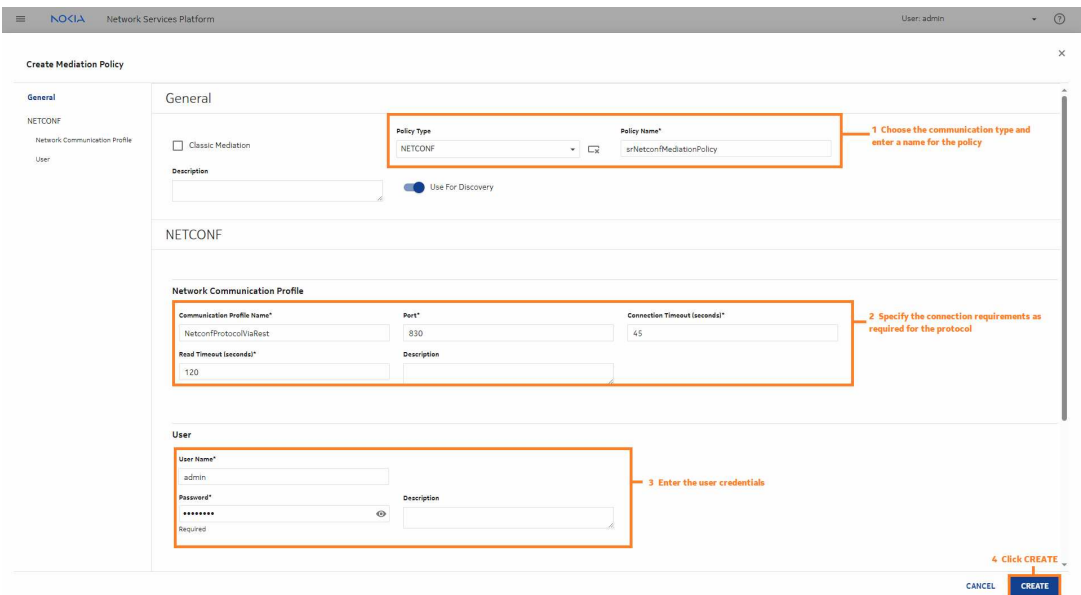 NOKIA Network Services Platform User: admin
Create Mediation Policy
General
NETCONF
Network Communication Profile
User
General
Classic Mediation
Policy Type
NETCONF
Policy Name*
srNetconfMediationPolicy
1 Choose the communication type and
enter a name for the policy
Description
Use For Discovery
NETCONF
Network Communication Profile
Communication Profile Name*
NetconfProtocolViaRest
Port*
830
Connection Timeout (seconds)*
45
2 Specify the connection requirements as
required for the protocol
Read Timeout (seconds)*
120
Description
User
User Name*
admin
3 Enter the user credentials
Password*
••••••••
Required
Description
4 Click CREATE
CANCEL CREATE